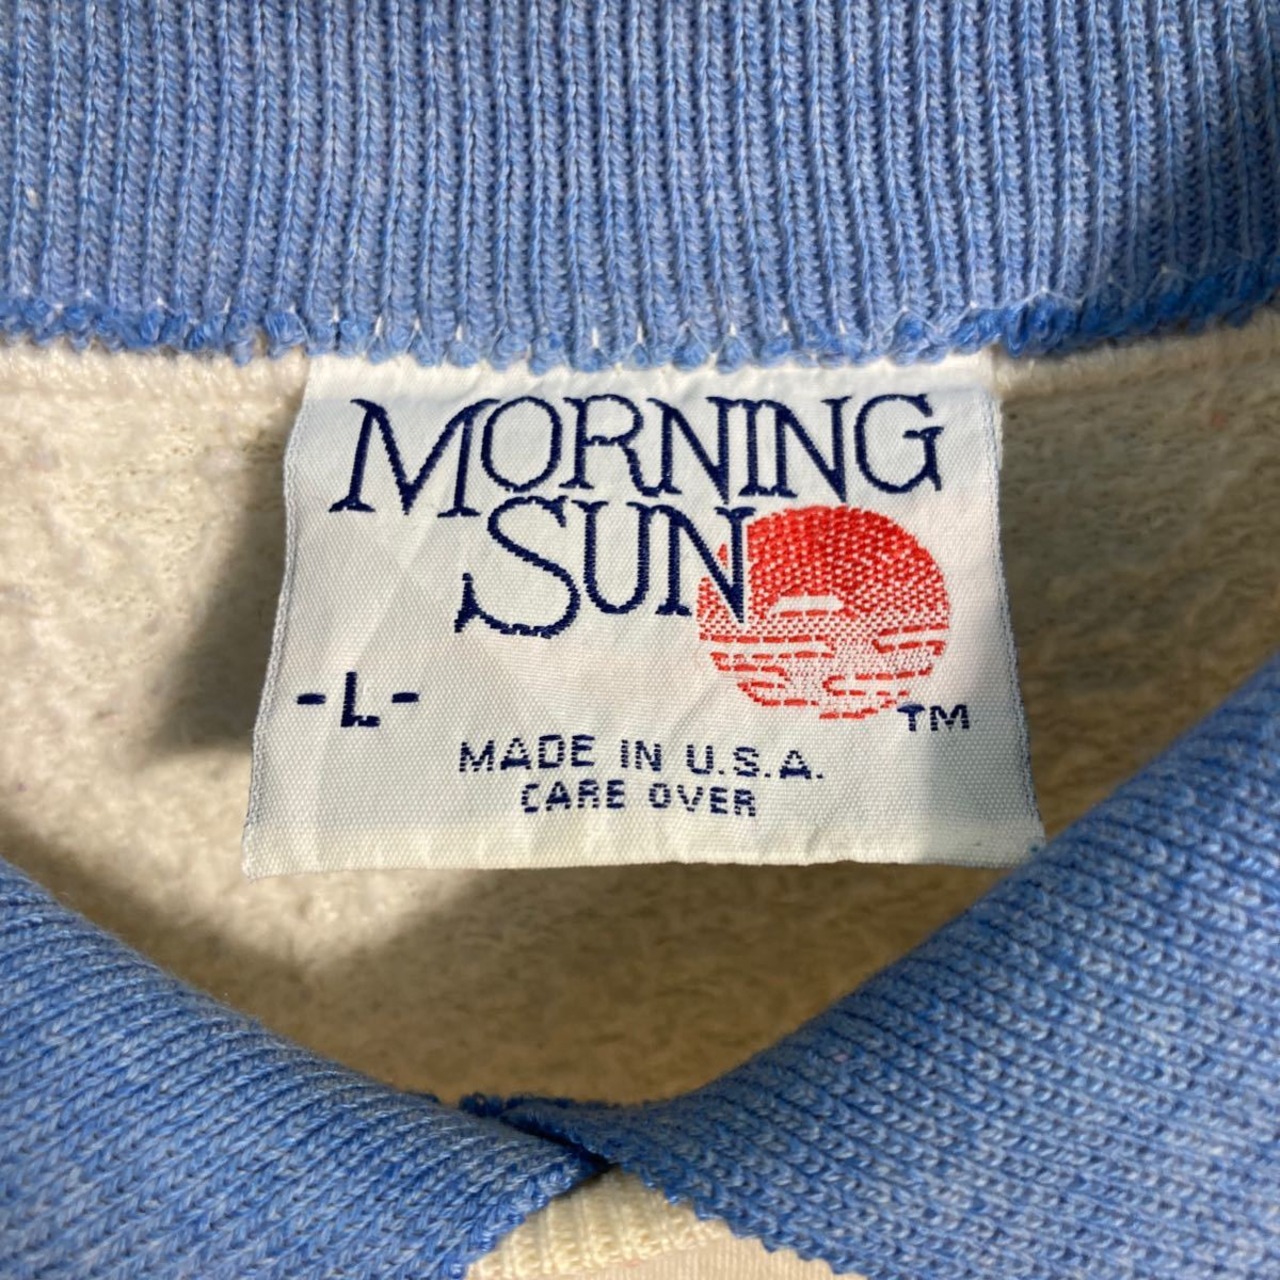 MORNING
SUN
-L-
TM
MADE IN U.S.A.
CARE OVER